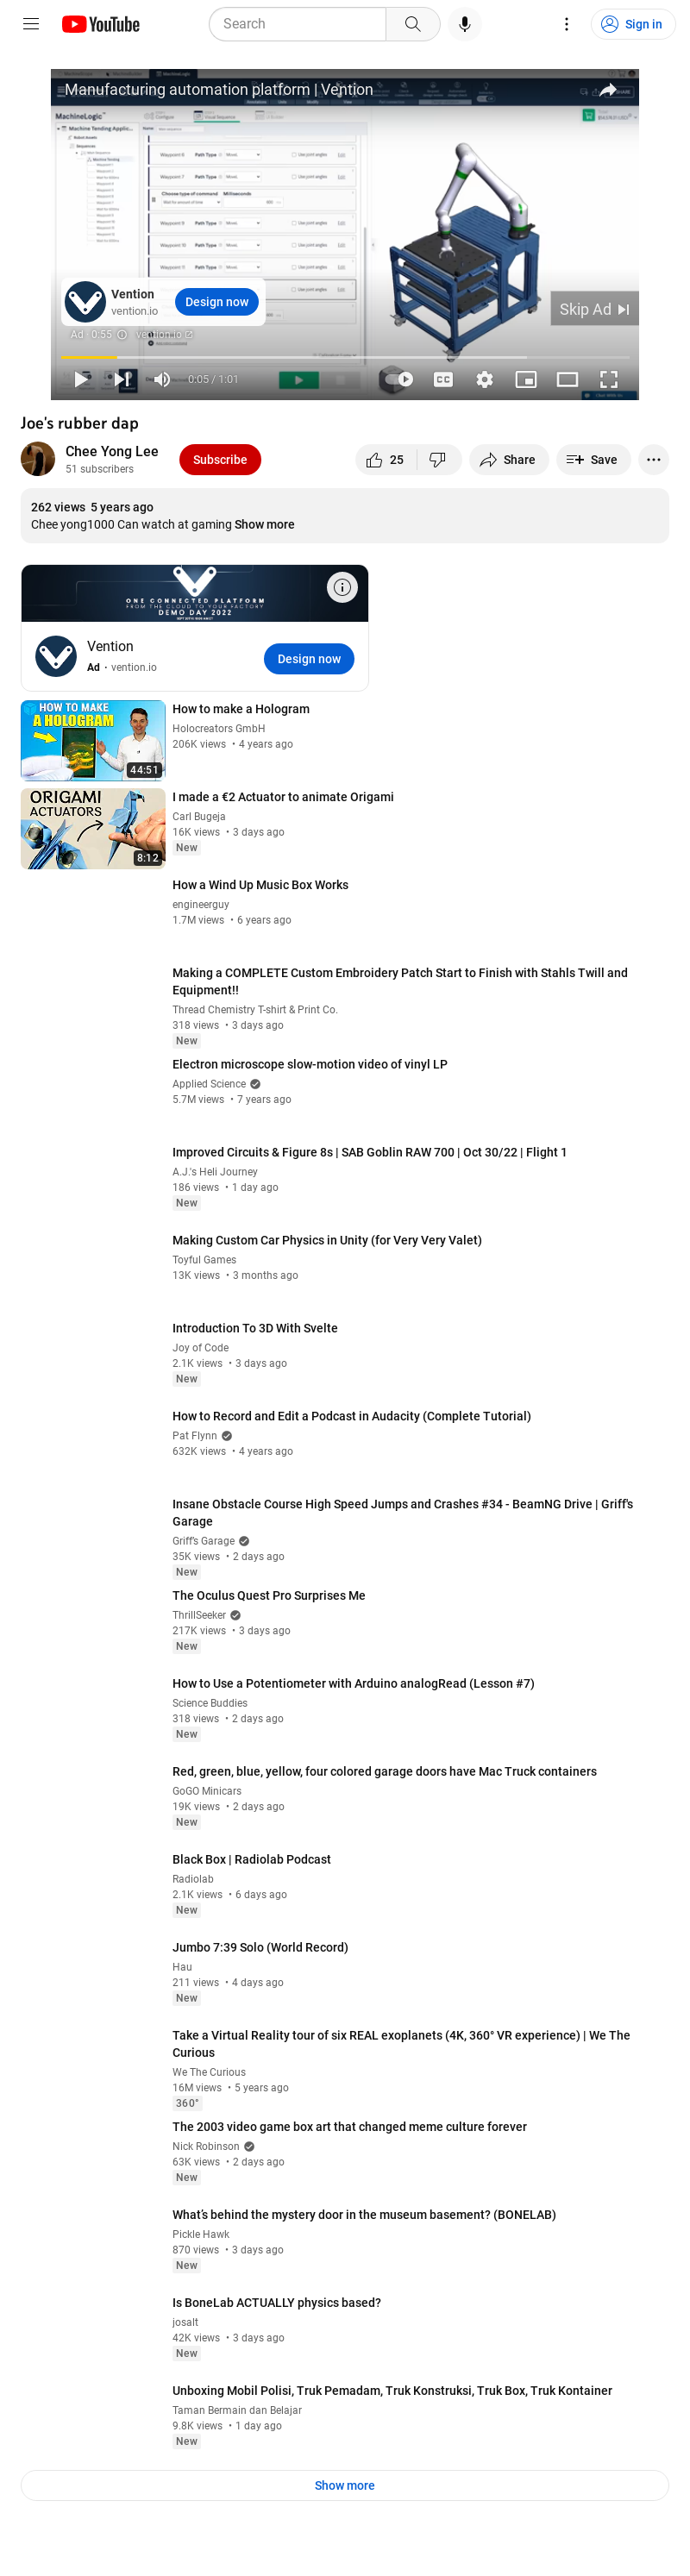 YouTube
Search
Sign in
Manufacturing automation platform | Vention
MachineLogic
Path Type
Path Type
Path Type
Path Type
Choose type of command Milliseconds
Vention
vention.io
Design now
Skip Ad
Ad · 0:55 vention.io
0:05 / 1:01
CC
Joe's rubber dap
Chee Yong Lee
51 subscribers
Subscribe
25
Share
Save
262 views 5 years ago
Chee yong1000 Can watch at gaming Show more
ONE CONNECTED PLATFORM
FROM THE CLOUD TO YOUR FACTORY
DEMO DAY 2022
Vention
Ad · vention.io
Design now
HOW TO MAKE
A HOLOGRAM
44:51
How to make a Hologram
Holocreators GmbH
206K views • 4 years ago
ORIGAMI
ACTUATORS
8:12
I made a €2 Actuator to animate Origami
Carl Bugeja
16K views • 3 days ago
New
How a Wind Up Music Box Works
engineerguy
1.7M views • 6 years ago
Making a COMPLETE Custom Embroidery Patch Start to Finish with Stahls Twill and
Equipment!!
Thread Chemistry T-shirt & Print Co.
318 views • 3 days ago
New
Electron microscope slow-motion video of vinyl LP
Applied Science
5.7M views • 7 years ago
Improved Circuits & Figure 8s | SAB Goblin RAW 700 | Oct 30/22 | Flight 1
A.J.'s Heli Journey
186 views • 1 day ago
New
Making Custom Car Physics in Unity (for Very Very Valet)
Toyful Games
13K views • 3 months ago
Introduction To 3D With Svelte
Joy of Code
2.1K views • 3 days ago
New
How to Record and Edit a Podcast in Audacity (Complete Tutorial)
Pat Flynn
632K views • 4 years ago
Insane Obstacle Course High Speed Jumps and Crashes #34 - BeamNG Drive | Griff's
Garage
Griff's Garage
35K views • 2 days ago
New
The Oculus Quest Pro Surprises Me
ThrillSeeker
217K views • 3 days ago
New
How to Use a Potentiometer with Arduino analogRead (Lesson #7)
Science Buddies
318 views • 2 days ago
New
Red, green, blue, yellow, four colored garage doors have Mac Truck containers
GoGO Minicars
19K views • 2 days ago
New
Black Box | Radiolab Podcast
Radiolab
2.1K views • 6 days ago
New
Jumbo 7:39 Solo (World Record)
Hau
211 views • 4 days ago
New
Take a Virtual Reality tour of six REAL exoplanets (4K, 360° VR experience) | We The
Curious
We The Curious
16M views • 5 years ago
360°
The 2003 video game box art that changed meme culture forever
Nick Robinson
63K views • 2 days ago
New
What's behind the mystery door in the museum basement? (BONELAB)
Pickle Hawk
870 views • 3 days ago
New
Is BoneLab ACTUALLY physics based?
josalt
42K views • 3 days ago
New
Unboxing Mobil Polisi, Truk Pemadam, Truk Konstruksi, Truk Box, Truk Kontainer
Taman Bermain dan Belajar
9.8K views • 1 day ago
New
Show more